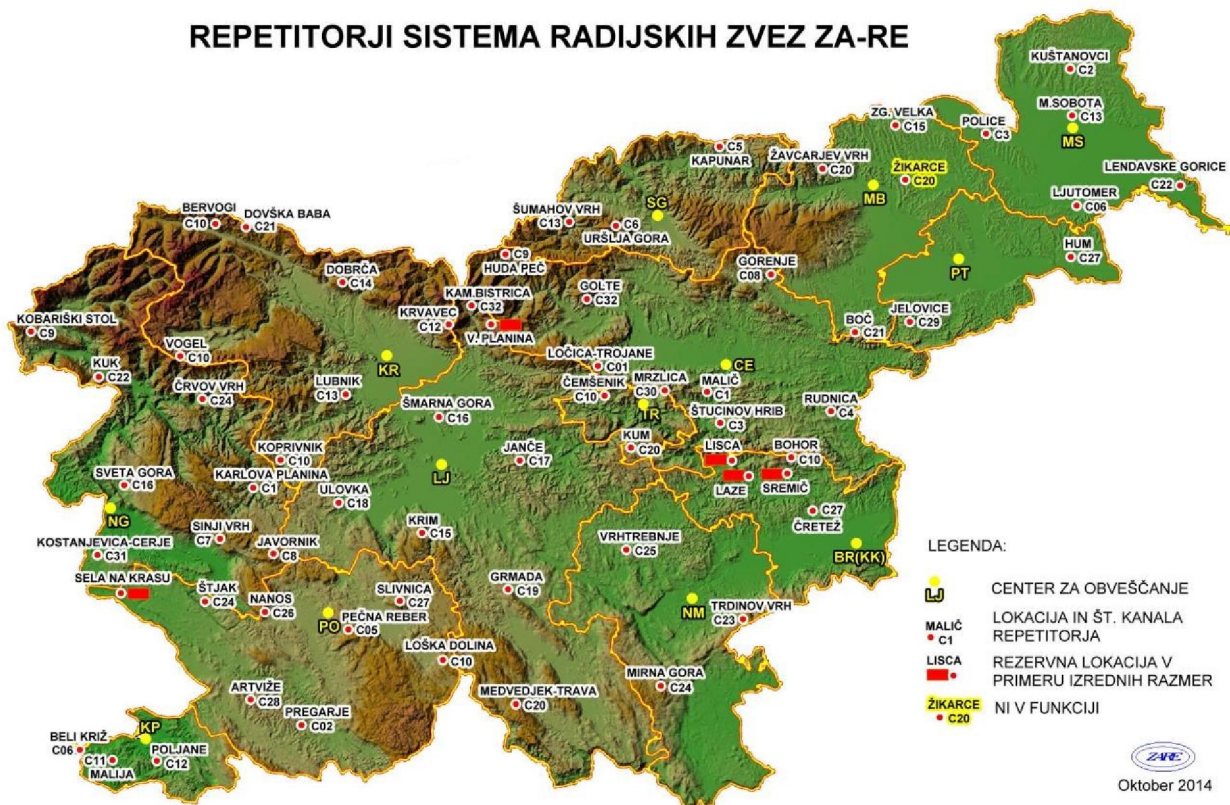 REPETITORJI SISTEMA RADIJSKIH ZVEZ ZA-RE
KUŠTANOVCI
C2
M.SOBOTA
C13
MS
ZG. VELKA
C15
POLICE
C3
C5
KAPUNAR
ŽAVCARJEV VRH
C20
ŽIKARCE
C20
MB
LENDAVSKE GORICE
C22
LJUTOMER
C06
HUM
C27
BERVOGI
C10
DOVŠKA BABA
C21
ŠUMAHOV VRH
C13
SG
C6
URŠLJA GORA
C9
HUDA PEČ
DOBRČA
C14
GORENJE
C08
PT
GOLTE
C32
KAM.BISTRICA
C32
KRVAVEC
C12
V. PLANINA
BOČ
C21
JELOVICE
C29
KOBARIŠKI STOL
C9
VOGEL
C10
KR
KUK
C22
ČRVOV VRH
C24
LUBNIK
C13
LOČICA-TROJANE
C01
ČEMŠENIK
C10
MRZLICA
C30
CE
MALIČ
C1
TR
ŠTUCINOV HRIB
C3
RUDNICA
C4
ŠMARNA GORA
C16
KUM
C20
LISCA
BOHOR
C10
LAZE
SREMIČ
JANČE
C17
LJ
KOPRIVNIK
C10
KARLOVA PLANINA
C1
SVETA GORA
C16
ULOVKA
C18
NG
C27
ČRETEŽ
SINJI VRH
C7
JAVORNIK
C8
KRIM
C15
VRHTREBNJE
C25
BR(KK)
KOSTANJEVICA-CERJE
C31
SELA NA KRASU
ŠTJAK
C24
NANOS
C26
SLIVNICA
C27
PEČNA REBER
C05
PO
GRMADA
C19
NM
TRDINOV VRH
C23
LOŠKA DOLINA
C10
MIRNA GORA
C24
MEDVEDJEK-TRAVA
C20
ARTVIŽE
C28
PREGARJE
C02
KP
BELI KRIŽ
C06
C11
MALIJA
POLJANE
C12
LEGENDA:
LJ
CENTER ZA OBVEŠČANJE
MALIČ
C1
LOKACIJA IN ŠT. KANALA
REPETITORJA
LISCA
REZERVNA LOKACIJA V
PRIMERU IZREDNIH RAZMER
ŽIKARCE
C20
NI V FUNKCIJI
ZARE
Oktober 2014